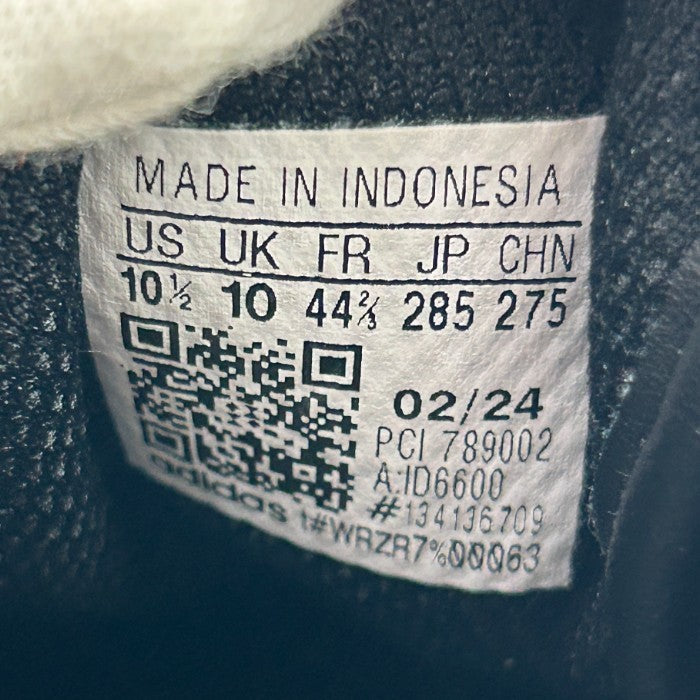 MADE IN INDONESIA
US UK FR JP CHN
10½ 10 44⅔ 285 275
02/24
PCI 789002
A:ID6600
#134136709
adidas !#WRZR7%00063